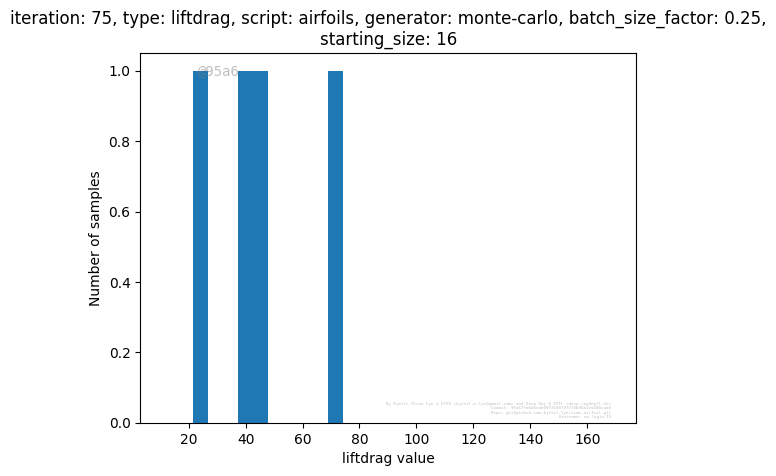 iteration: 75, type: liftdrag, script: airfoils, generator: monte-carlo, batch_size_factor: 0.25,
starting_size: 16
@95a6
1.0
0.8
0.6
0.4
0.2
0.0
Number of samples
20 40 60 80 100 120 140 160
liftdrag value